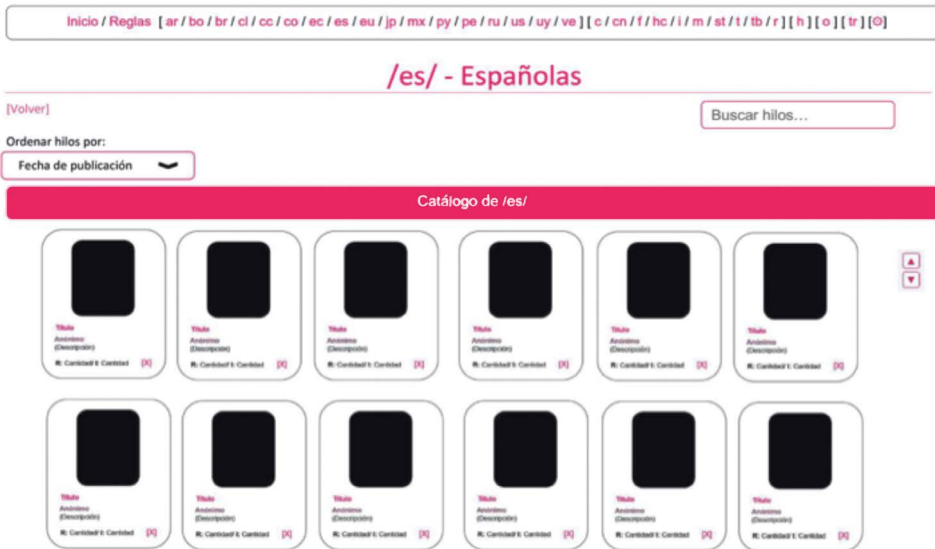 Inicio / Reglas [ ar / bo / br / cl / cc / co / ec / es / eu / jp / mx / py / pe / ru / us / uy / ve ] [ c / cn / f / hc / i / m / st / t / tb / r ] [ h ] [ o ] [ tr ] [⚙]
/es/ - Españolas
[Volver]
Buscar hilos...
Ordenar hilos por:
Fecha de publicación
Catálogo de /es/
Título Título Título Título Título Título
Anónimo Anónimo Anónimo Anónimo Anónimo Anónimo
(Descripción) (Descripción) (Descripción) (Descripción) (Descripción) (Descripción)
R: Cantidad/ I: Cantidad [X] R: Cantidad/ I: Cantidad [X] R: Cantidad/ I: Cantidad [X] R: Cantidad/ I: Cantidad [X] R: Cantidad/ I: Cantidad [X] R: Cantidad/ I: Cantidad [X]
Título Título Título Título Título Título
Anónimo Anónimo Anónimo Anónimo Anónimo Anónimo
(Descripción) (Descripción) (Descripción) (Descripción) (Descripción) (Descripción)
R: Cantidad/ I: Cantidad [X] R: Cantidad/ I: Cantidad [X] R: Cantidad/ I: Cantidad [X] R: Cantidad/ I: Cantidad [X] R: Cantidad/ I: Cantidad [X] R: Cantidad/ I: Cantidad [X]